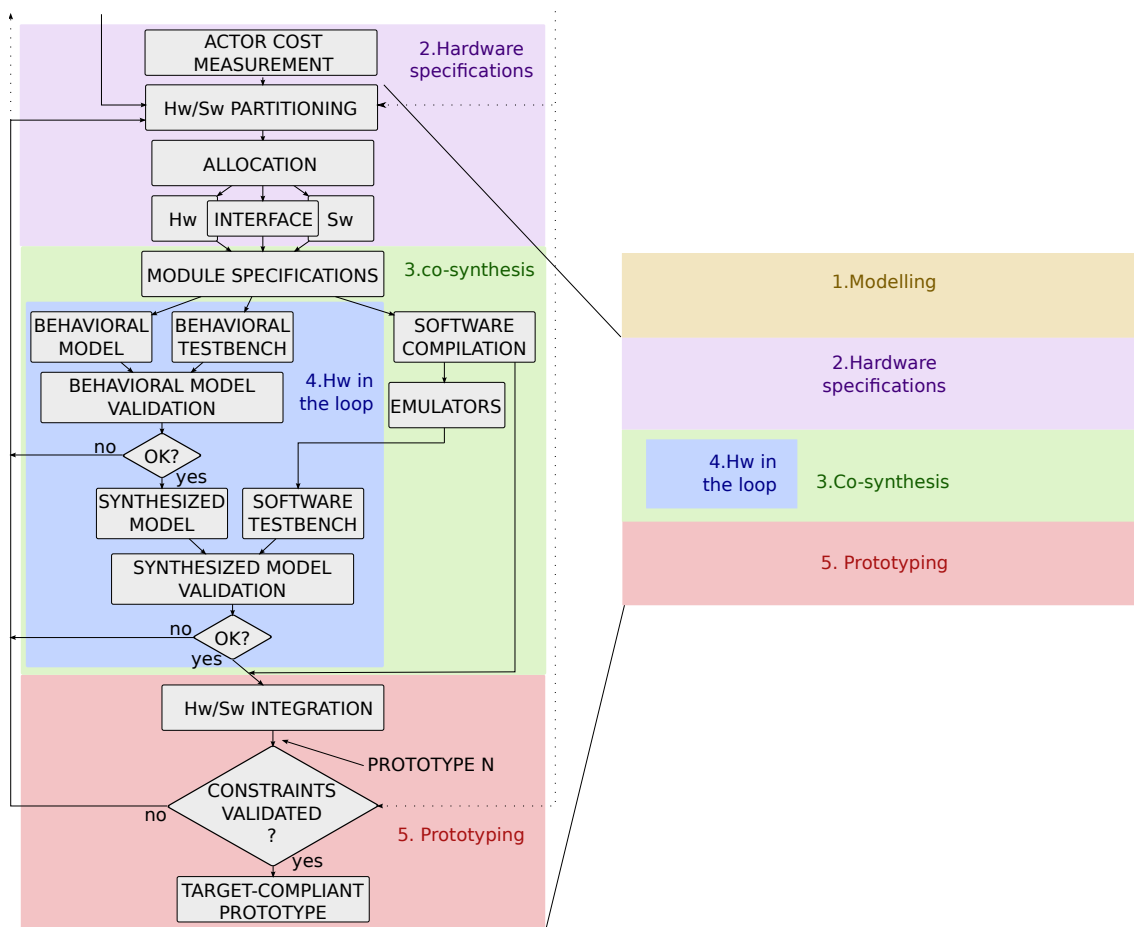 ACTOR COST
MEASUREMENT
2.Hardware
specifications
Hw/Sw PARTITIONING
ALLOCATION
Hw
INTERFACE
Sw
MODULE SPECIFICATIONS
3.co-synthesis
BEHAVIORAL
MODEL
BEHAVIORAL
TESTBENCH
SOFTWARE
COMPILATION
BEHAVIORAL MODEL
VALIDATION
4.Hw in
the loop
EMULATORS
no
OK?
yes
SYNTHESIZED
MODEL
SOFTWARE
TESTBENCH
SYNTHESIZED MODEL
VALIDATION
no
OK?
yes
Hw/Sw INTEGRATION
PROTOTYPE N
CONSTRAINTS
VALIDATED
?
no
5. Prototyping
yes
TARGET-COMPLIANT
PROTOTYPE
1.Modelling
2.Hardware
specifications
4.Hw in
the loop
3.Co-synthesis
5. Prototyping